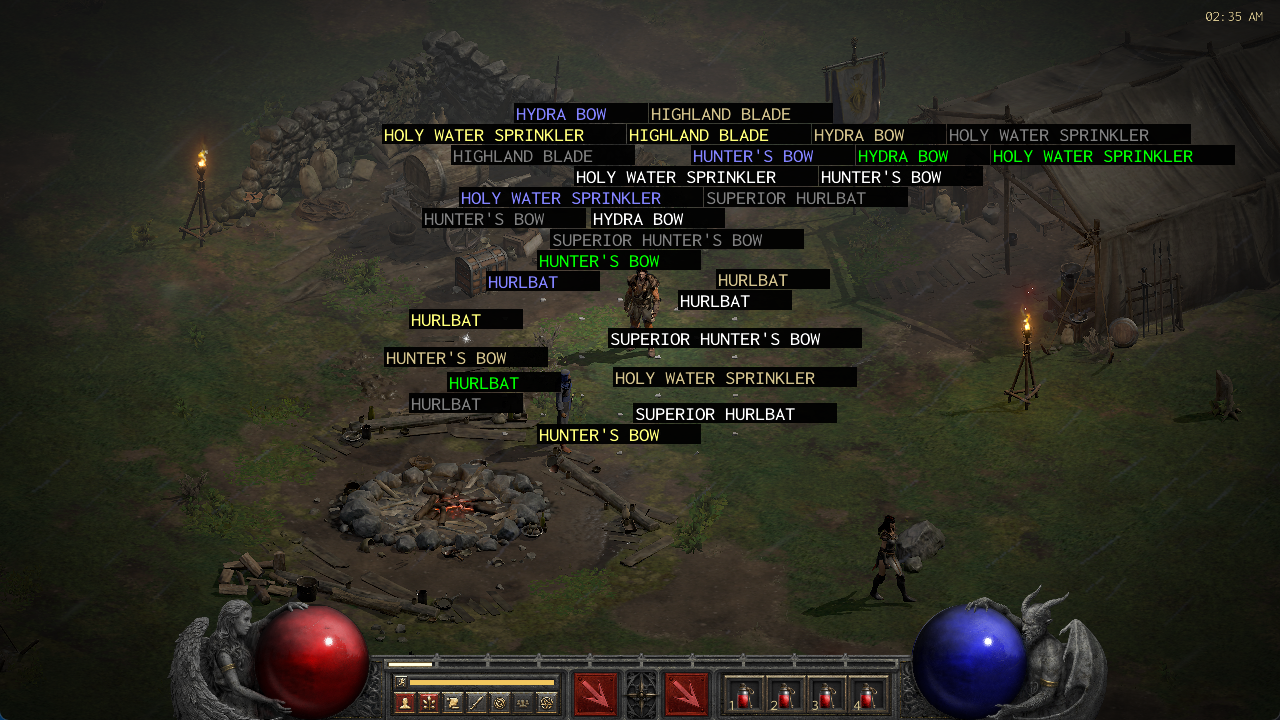 02:35 AM
HYDRA BOW HIGHLAND BLADE
HOLY WATER SPRINKLER HIGHLAND BLADE HYDRA BOW HOLY WATER SPRINKLER
HIGHLAND BLADE HUNTER'S BOW HYDRA BOW HOLY WATER SPRINKLER
HOLY WATER SPRINKLER HUNTER'S BOW
HOLY WATER SPRINKLER SUPERIOR HURLBAT
HUNTER'S BOW HYDRA BOW
SUPERIOR HUNTER'S BOW
HUNTER'S BOW
HURLBAT HURLBAT
HURLBAT
HURLBAT
SUPERIOR HUNTER'S BOW
HUNTER'S BOW
HOLY WATER SPRINKLER
HURLBAT
HURLBAT
SUPERIOR HURLBAT
HUNTER'S BOW
1 2 3 4